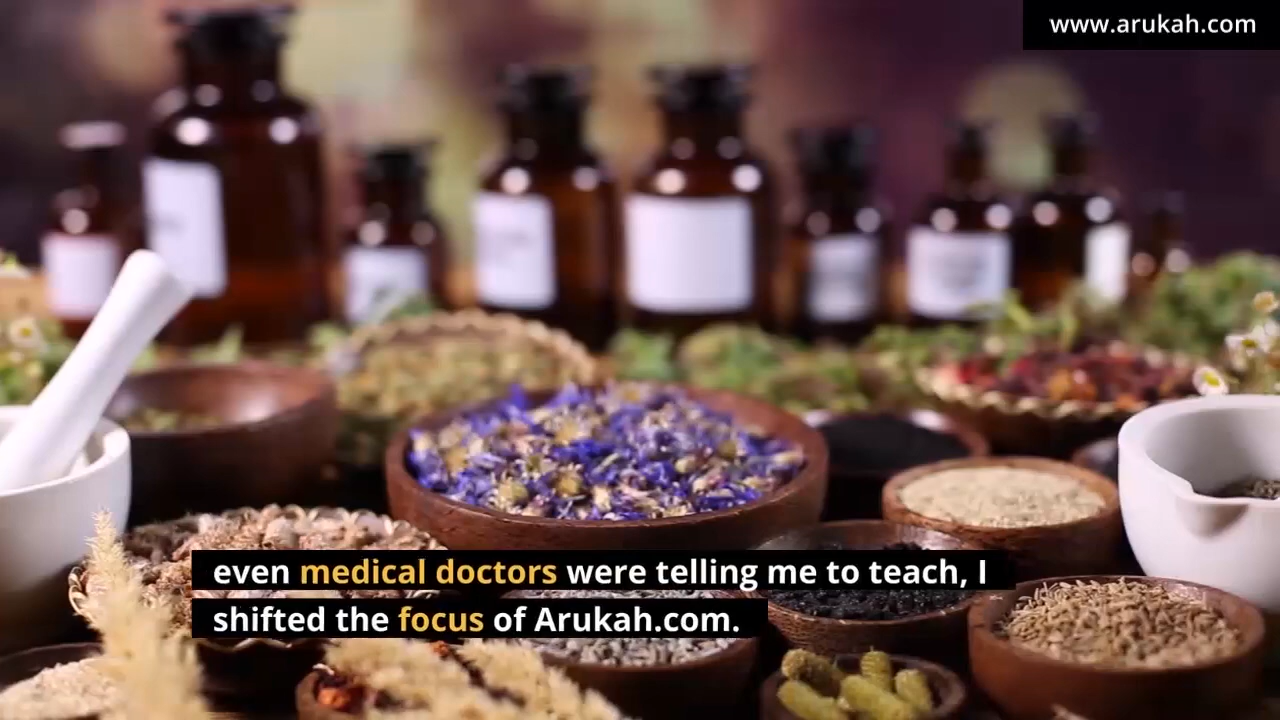 www.arukah.com
even medical doctors were telling me to teach, I
shifted the focus of Arukah.com.